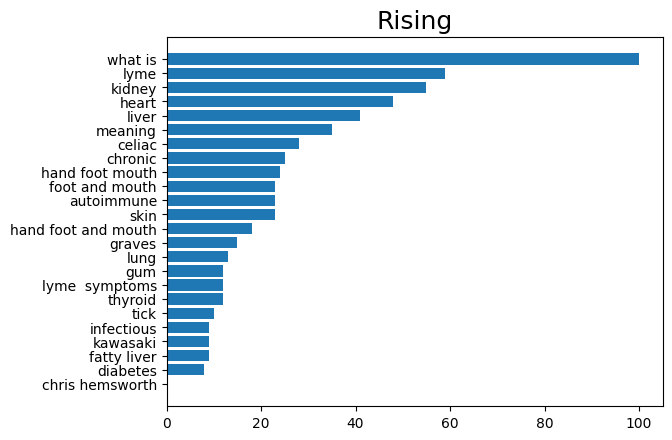 Rising
what is
lyme
kidney
heart
liver
meaning
celiac
chronic
hand foot mouth
foot and mouth
autoimmune
skin
hand foot and mouth
graves
lung
gum
lyme  symptoms
thyroid
tick
infectious
kawasaki
fatty liver
diabetes
chris hemsworth
0 20 40 60 80 100